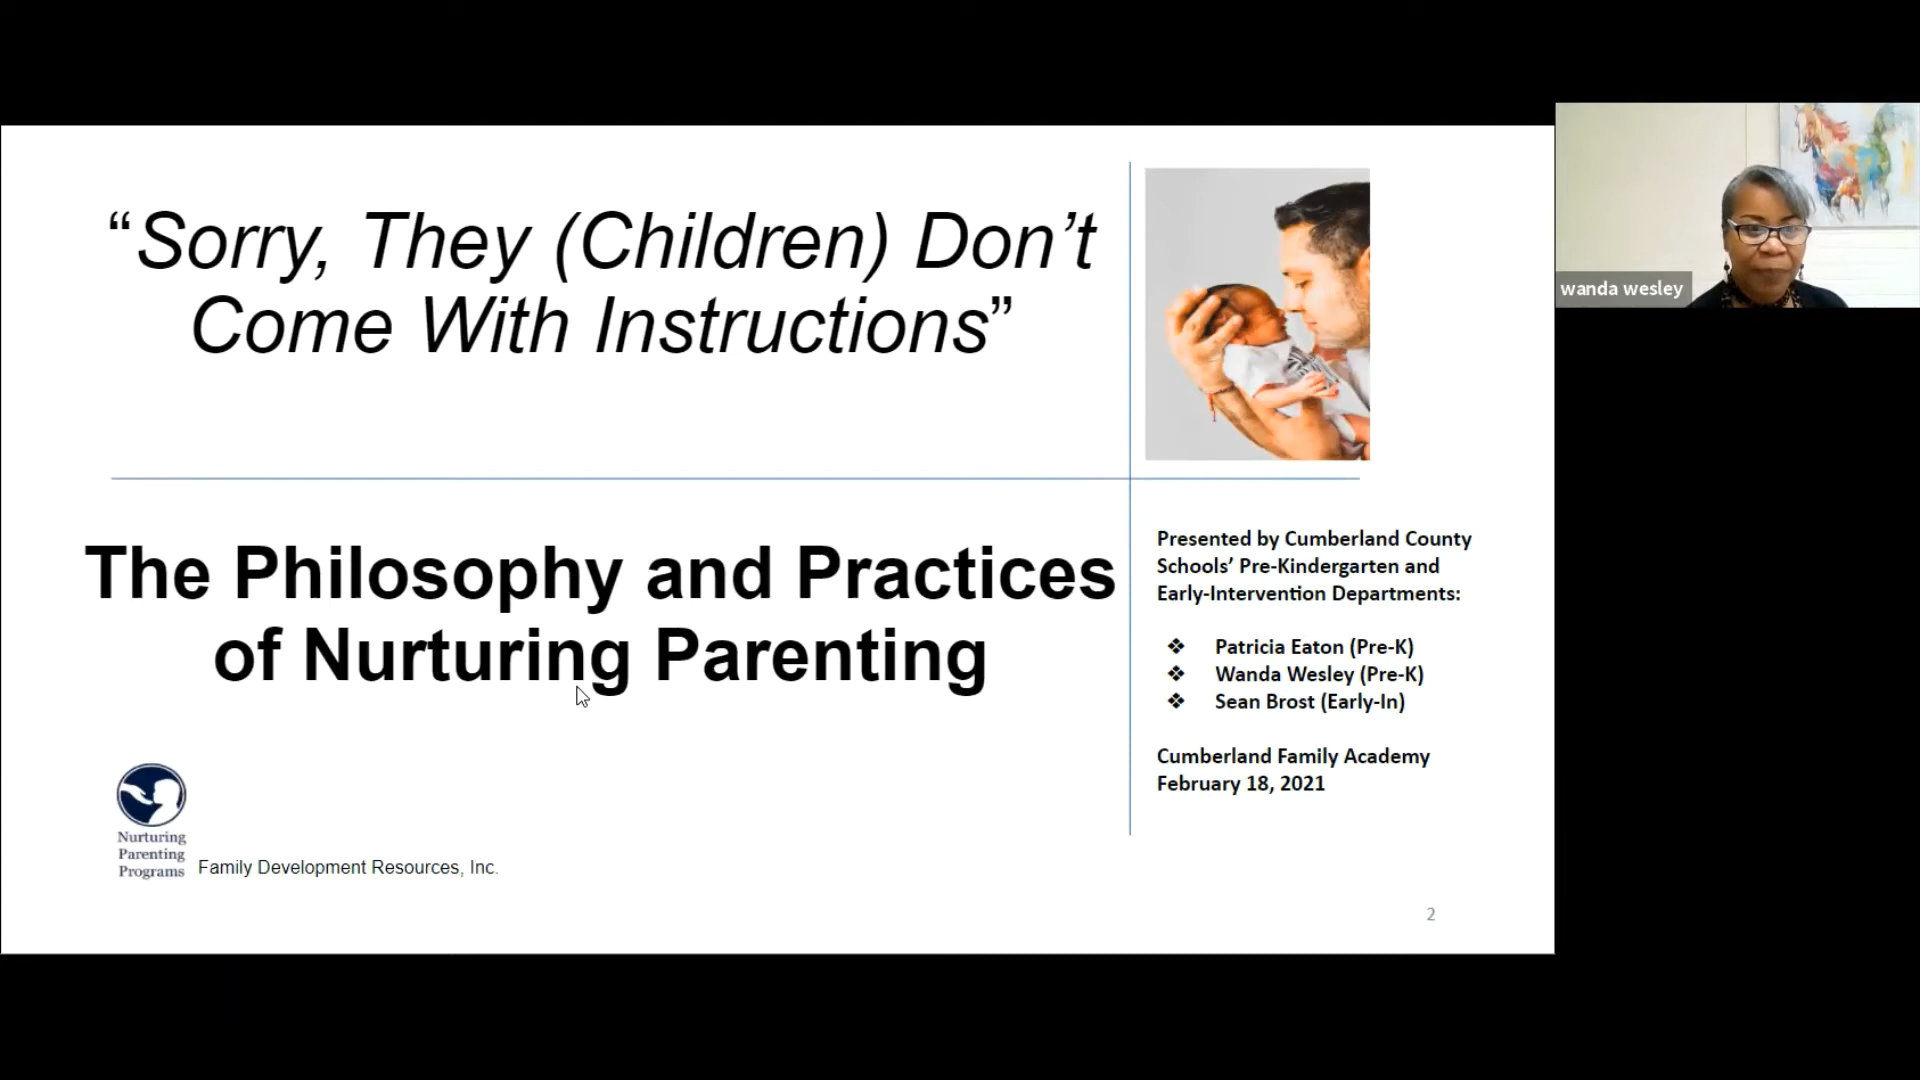 “Sorry, They (Children) Don’t
Come With Instructions”
wanda wesley
The Philosophy and Practices
of Nurturing Parenting
Presented by Cumberland County
Schools’ Pre-Kindergarten and
Early-Intervention Departments:
❖ Patricia Eaton (Pre-K)
❖ Wanda Wesley (Pre-K)
❖ Sean Brost (Early-In)
Cumberland Family Academy
February 18, 2021
Nurturing
Parenting
Programs
Family Development Resources, Inc.
2